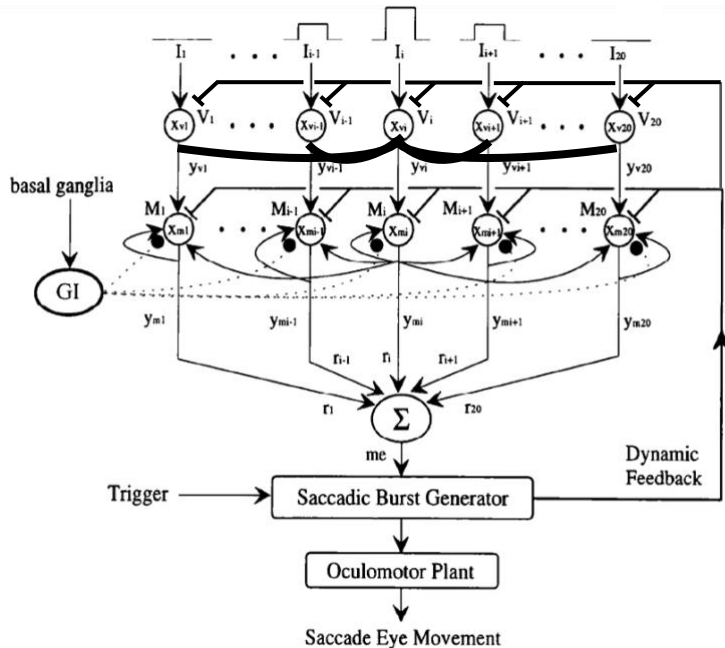 I1 . . . Ii-1 Ii Ii+1 . . . I20
xv1 V1 . . . xvi-1 Vi-1 xvi Vi xvi+1 Vi+1 . . . xv20 V20
yv1 yvi-1 yvi yvi+1 yv20
basal ganglia
M1 Mi-1 Mi Mi+1 M20
xm1 . . . xmi-1 xmi xmi+1 . . . xm20
GI
ym1 ymi-1 ymi ymi+1 ym20
ri-1 ri ri+1
r1 r20
Σ
me
Dynamic
Feedback
Trigger
Saccadic Burst Generator
Oculomotor Plant
Saccade Eye Movement